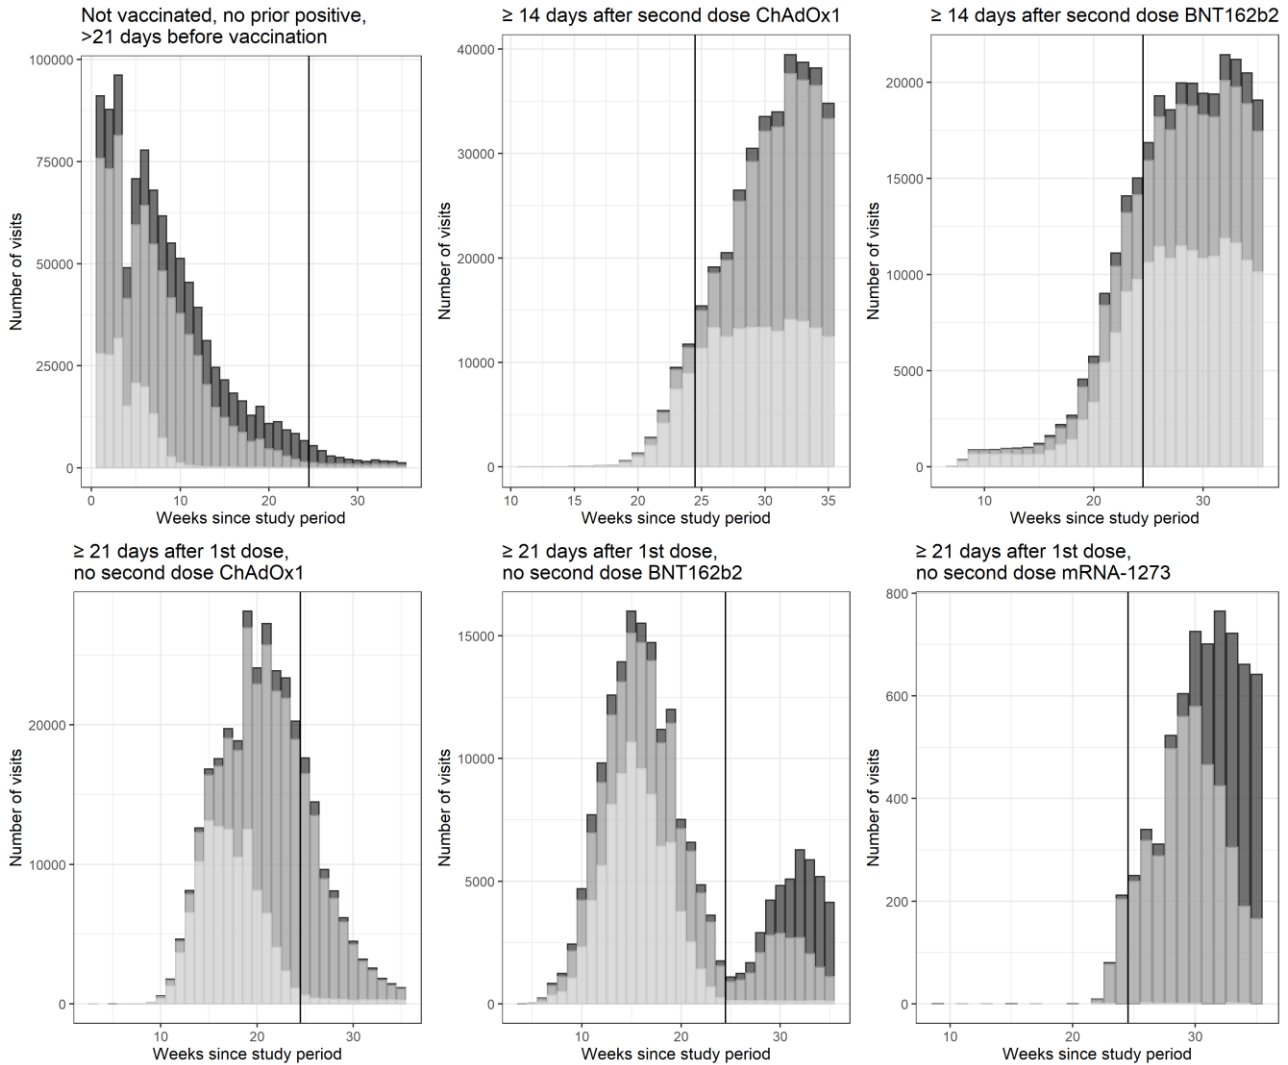 Not vaccinated, no prior positive,
>21 days before vaccination
Number of visits
100000
75000
50000
25000
0
0
10
20
30
Weeks since study period
≥ 14 days after second dose ChAdOx1
Number of visits
40000
30000
20000
10000
0
10
15
20
25
30
35
Weeks since study period
≥ 14 days after second dose BNT162b2
Number of visits
20000
15000
10000
5000
0
10
20
30
Weeks since study period
≥ 21 days after 1st dose,
no second dose ChAdOx1
Number of visits
20000
10000
0
10
20
30
Weeks since study period
≥ 21 days after 1st dose,
no second dose BNT162b2
Number of visits
15000
10000
5000
0
10
20
30
Weeks since study period
≥ 21 days after 1st dose,
no second dose mRNA-1273
Number of visits
800
600
400
200
0
10
20
30
Weeks since study period